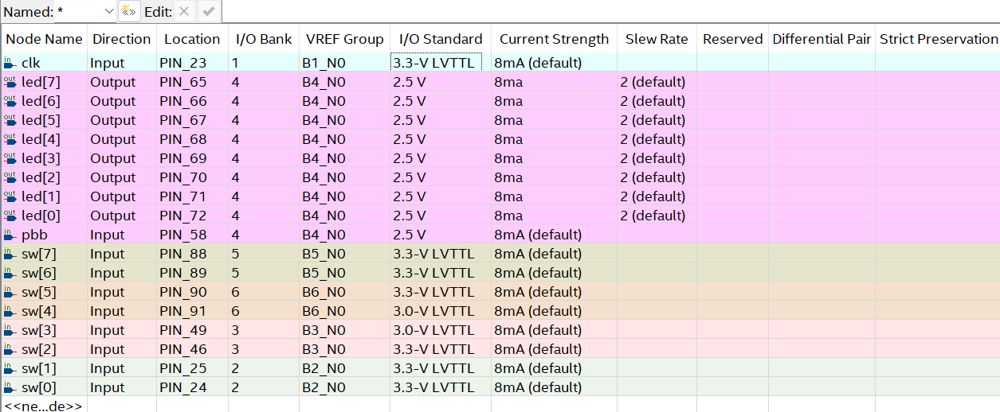 Named: * Edit:
Node Name Direction Location I/O Bank VREF Group I/O Standard Current Strength Slew Rate Reserved Differential Pair Strict Preservation
in clk Input PIN_23 1 B1_N0 3.3-V LVTTL 8mA (default)
out led[7] Output PIN_65 4 B4_N0 2.5 V 8ma 2 (default)
out led[6] Output PIN_66 4 B4_N0 2.5 V 8ma 2 (default)
out led[5] Output PIN_67 4 B4_N0 2.5 V 8ma 2 (default)
out led[4] Output PIN_68 4 B4_N0 2.5 V 8ma 2 (default)
out led[3] Output PIN_69 4 B4_N0 2.5 V 8ma 2 (default)
out led[2] Output PIN_70 4 B4_N0 2.5 V 8ma 2 (default)
out led[1] Output PIN_71 4 B4_N0 2.5 V 8ma 2 (default)
out led[0] Output PIN_72 4 B4_N0 2.5 V 8ma 2 (default)
in pbb Input PIN_58 4 B4_N0 2.5 V 8mA (default)
in sw[7] Input PIN_88 5 B5_N0 3.3-V LVTTL 8mA (default)
in sw[6] Input PIN_89 5 B5_N0 3.3-V LVTTL 8mA (default)
in sw[5] Input PIN_90 6 B6_N0 3.3-V LVTTL 8mA (default)
in sw[4] Input PIN_91 6 B6_N0 3.0-V LVTTL 8mA (default)
in sw[3] Input PIN_49 3 B3_N0 3.0-V LVTTL 8mA (default)
in sw[2] Input PIN_46 3 B3_N0 3.3-V LVTTL 8mA (default)
in sw[1] Input PIN_25 2 B2_N0 3.3-V LVTTL 8mA (default)
in sw[0] Input PIN_24 2 B2_N0 3.3-V LVTTL 8mA (default)
<<ne...de>>